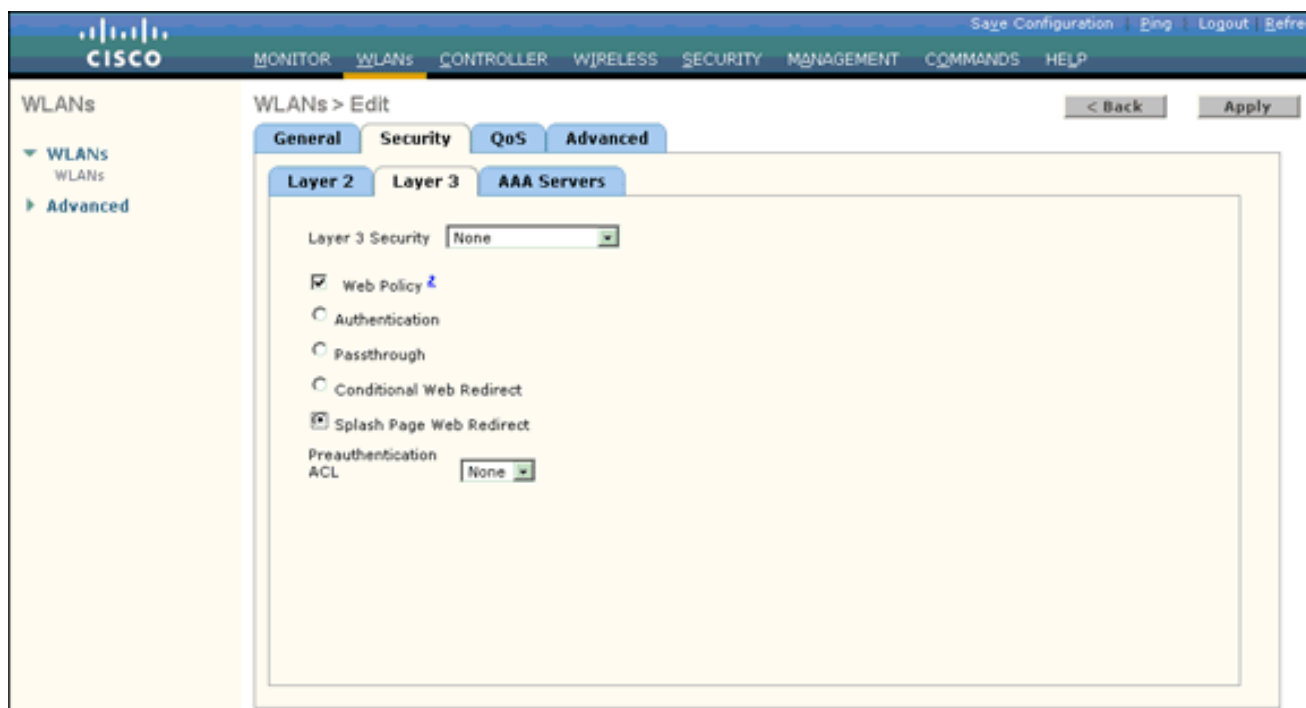 Save Configuration | Ping | Logout | Refre
CISCO
MONITOR WLANs CONTROLLER WIRELESS SECURITY MANAGEMENT COMMANDS HELP
WLANs
WLANs
WLANs
Advanced
WLANs > Edit
< Back
Apply
General Security QoS Advanced
Layer 2 Layer 3 AAA Servers
Layer 3 Security None
Web Policy 2
Authentication
Passthrough
Conditional Web Redirect
Splash Page Web Redirect
Preauthentication
ACL None